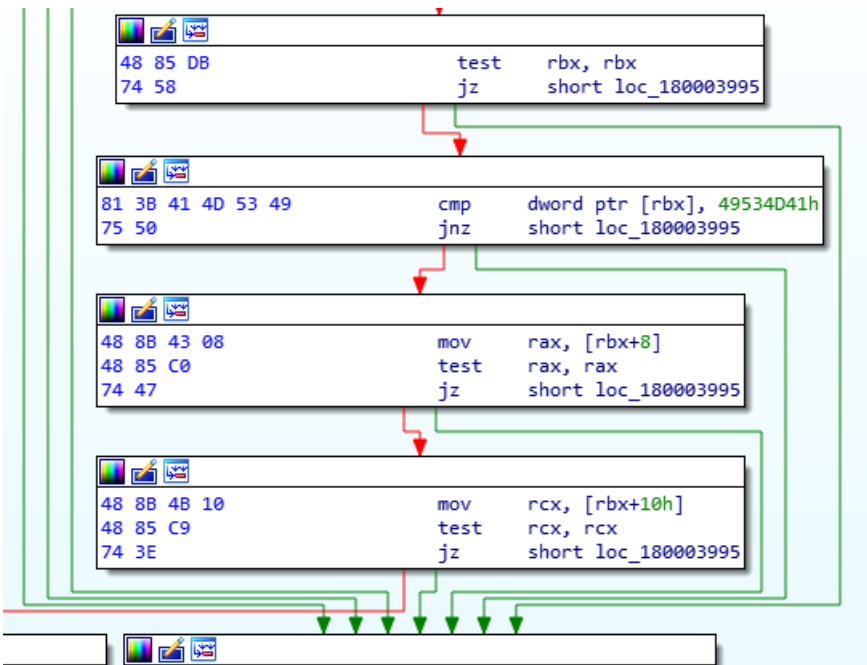 48 85 DB test rbx, rbx
74 58 jz short loc_180003995
81 3B 41 4D 53 49 cmp dword ptr [rbx], 49534D41h
75 50 jnz short loc_180003995
48 8B 43 08 mov rax, [rbx+8]
48 85 C0 test rax, rax
74 47 jz short loc_180003995
48 8B 4B 10 mov rcx, [rbx+10h]
48 85 C9 test rcx, rcx
74 3E jz short loc_180003995